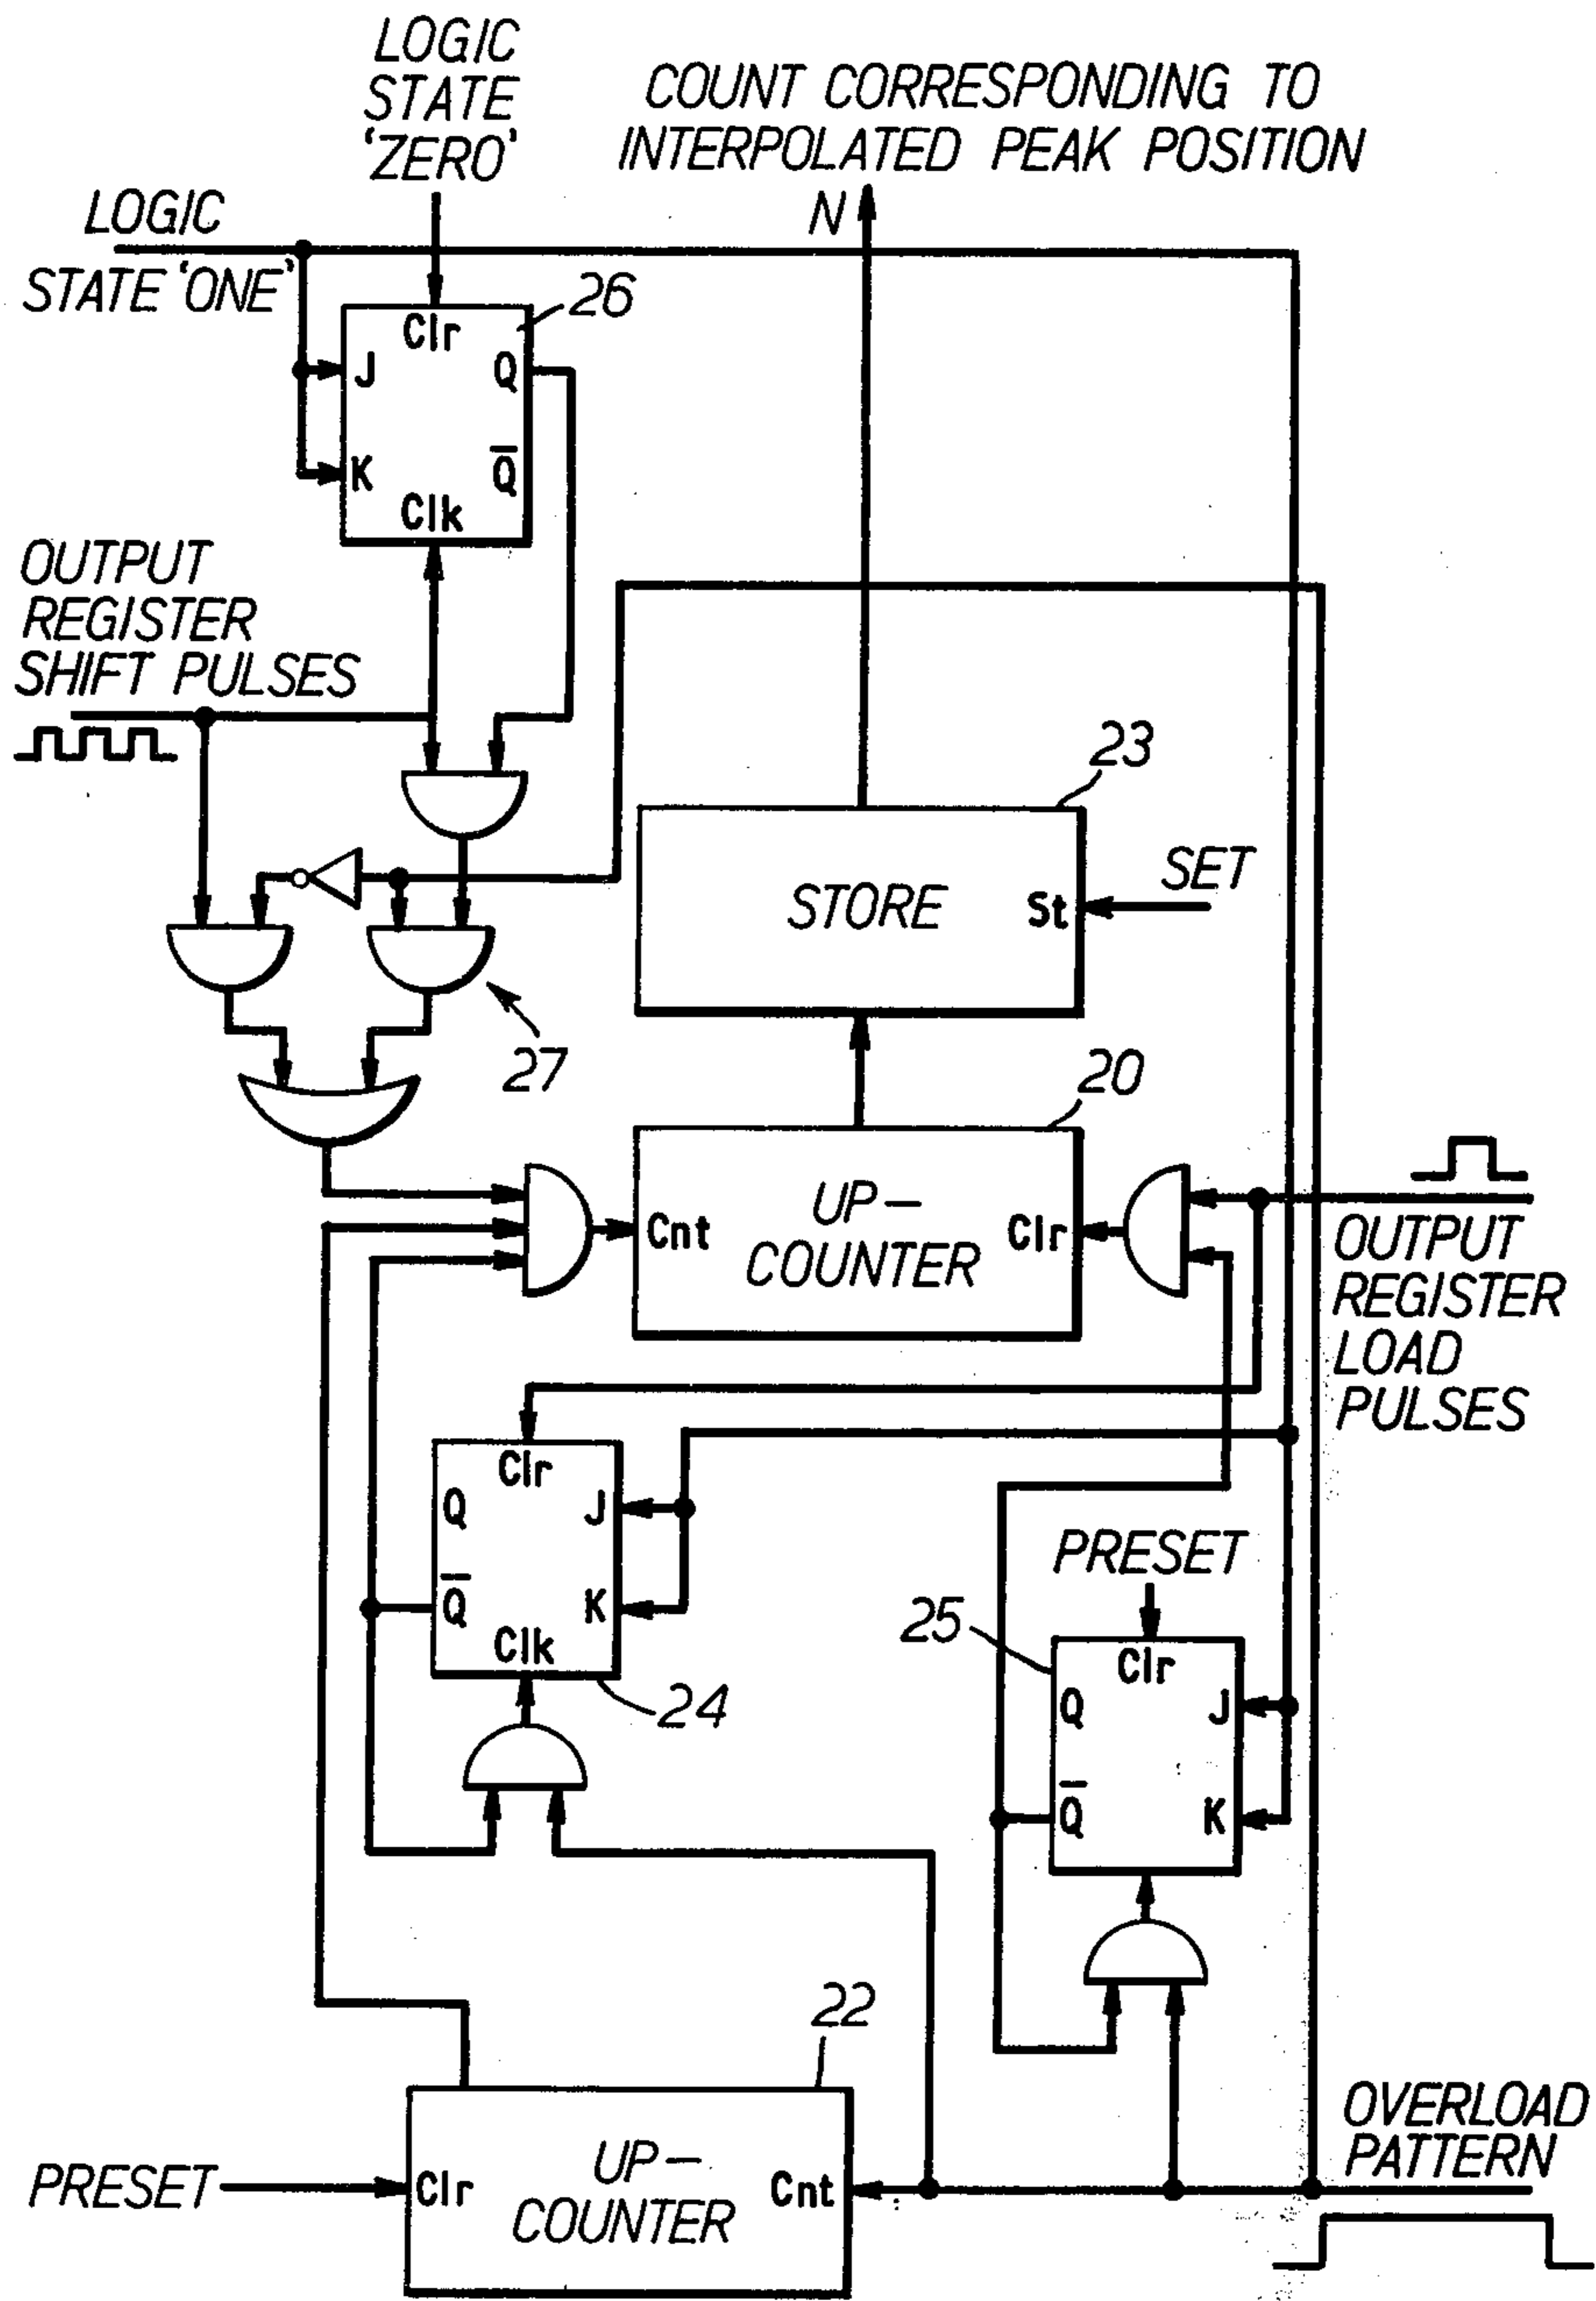 LOGIC
STATE
'ZERO'
COUNT CORRESPONDING TO
INTERPOLATED PEAK POSITION
N
LOGIC
STATE 'ONE'
26
Clr
J
Q
K
Q̅
Clk
OUTPUT
REGISTER
SHIFT PULSES
23
STORE
St
SET
27
20
UP-
COUNTER
Cnt
Clr
OUTPUT
REGISTER
LOAD
PULSES
Clr
Q
J
Q̅
K
Clk
24
PRESET
25
Clr
Q
J
Q̅
K
22
PRESET
Clr
UP-
COUNTER
Cnt
OVERLOAD
PATTERN